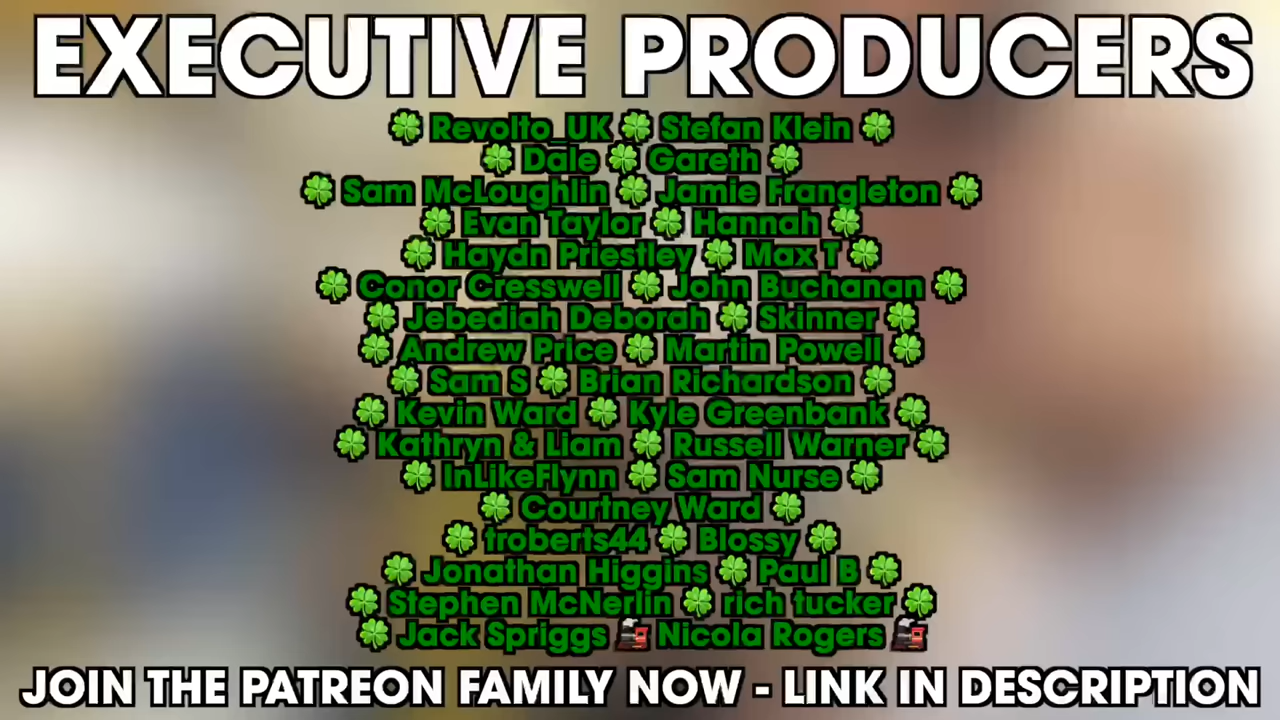 EXECUTIVE PRODUCERS
🍀 Revolto_UK 🍀 Stefan Klein 🍀
🍀 Dale 🍀 Gareth 🍀
🍀 Sam McLoughlin 🍀 Jamie Frangleton 🍀
🍀 Evan Taylor 🍀 Hannah 🍀
🍀 Haydn Priestley 🍀 Max T 🍀
🍀 Conor Cresswell 🍀 John Buchanan 🍀
🍀 Jebediah Deborah 🍀 Skinner 🍀
🍀 Andrew Price 🍀 Martin Powell 🍀
🍀 Sam S 🍀 Brian Richardson 🍀
🍀 Kevin Ward 🍀 Kyle Greenbank 🍀
🍀 Kathryn & Liam 🍀 Russell Warner 🍀
🍀 InLikeFlynn 🍀 Sam Nurse 🍀
🍀 Courtney Ward 🍀
🍀 troberts44 🍀 Blossy 🍀
🍀 Jonathan Higgins 🍀 Paul B 🍀
🍀 Stephen McNerlin 🍀 rich tucker 🍀
🍀 Jack Spriggs 🚂 Nicola Rogers 🚂
JOIN THE PATREON FAMILY NOW - LINK IN DESCRIPTION